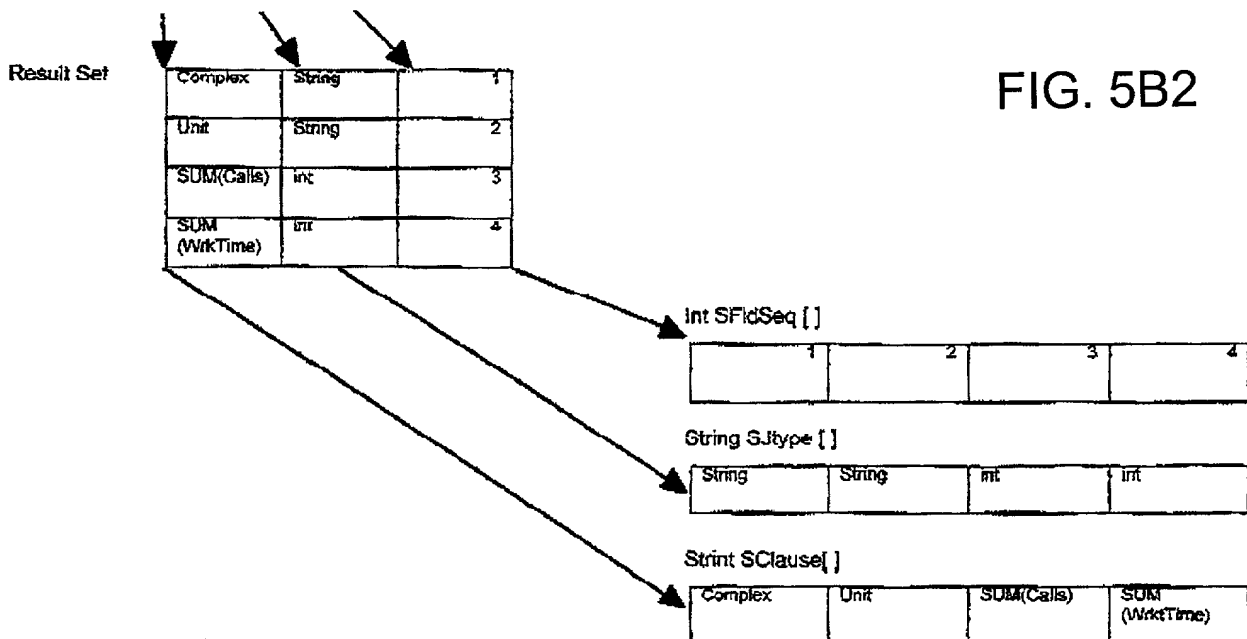 FIG. 5B2
Result Set
Complex String 1
Unit String 2
SUM(Calls) int 3
SUM int 4
(WrkTime)
Int SFldSeq [ ]
1 2 3 4
String SJtype [ ]
String String int int
Strint SClause[ ]
Complex Unit SUM(Calls) SUM
(WrktTime)